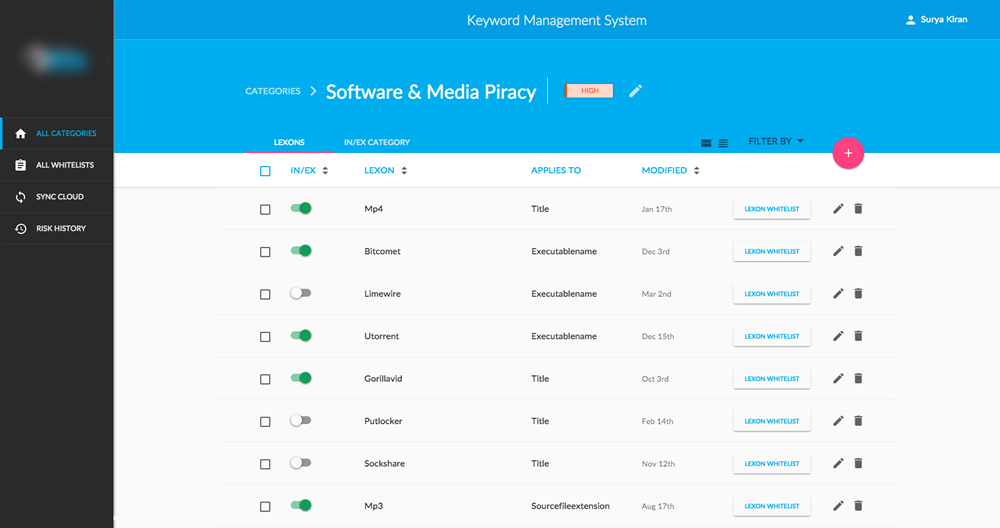 Keyword Management System
Surya Kiran
CATEGORIES > Software & Media Piracy HIGH
ALL CATEGORIES
ALL WHITELISTS
SYNC CLOUD
RISK HISTORY
LEXONS IN/EX CATEGORY FILTER BY
+
IN/EX LEXON APPLIES TO MODIFIED
Mp4 Title Jan 17th LEXON WHITELIST
Bitcomet Executablename Dec 3rd LEXON WHITELIST
Limewire Executablename Mar 2nd LEXON WHITELIST
Utorrent Executablename Dec 15th LEXON WHITELIST
Gorillavid Title Oct 3rd LEXON WHITELIST
Putlocker Title Feb 14th LEXON WHITELIST
Sockshare Title Nov 12th LEXON WHITELIST
Mp3 Sourcefileextension Aug 17th LEXON WHITELIST